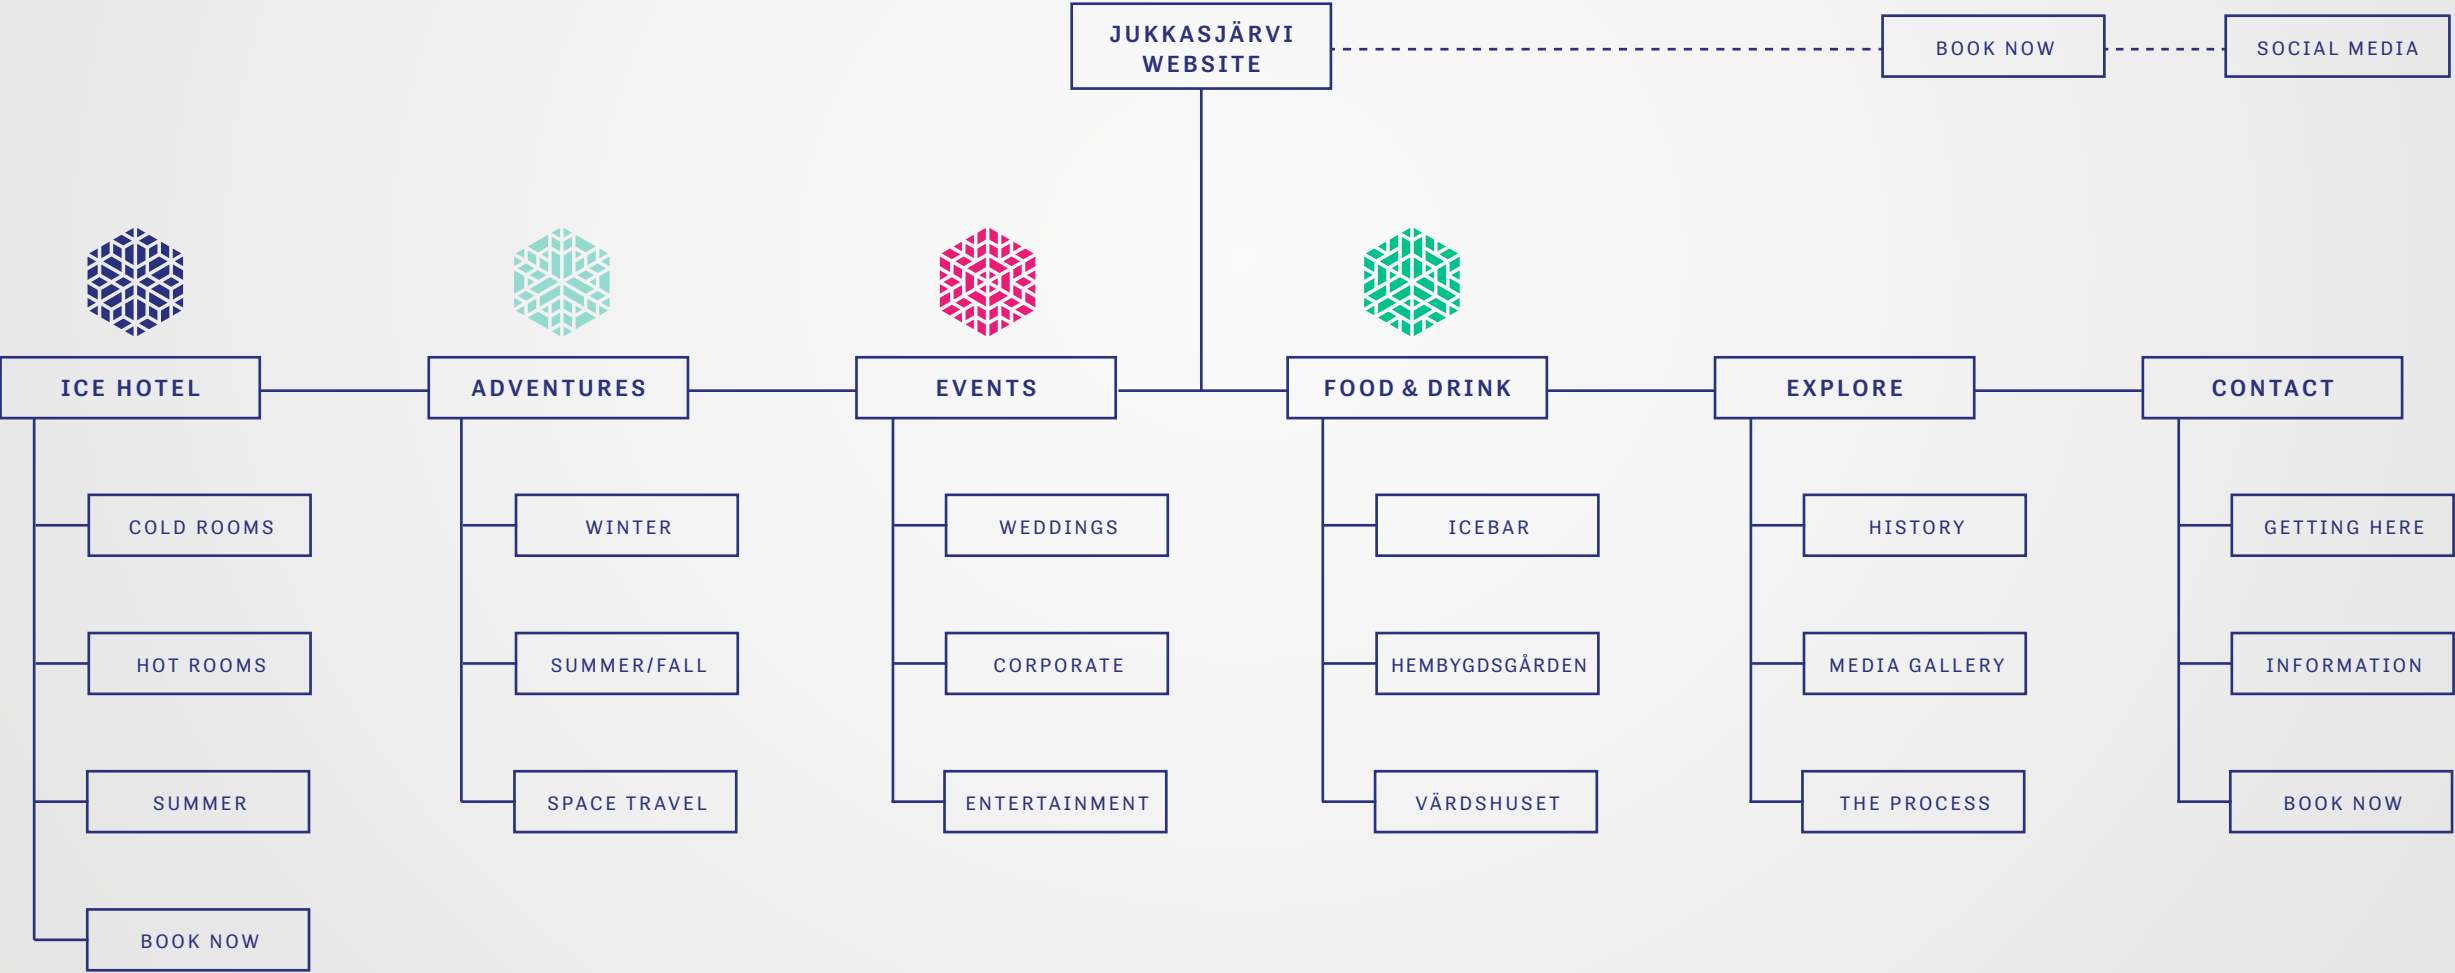 JUKKASJÄRVI
WEBSITE
BOOK NOW
SOCIAL MEDIA
ICE HOTEL
ADVENTURES
EVENTS
FOOD & DRINK
EXPLORE
CONTACT
COLD ROOMS
WINTER
WEDDINGS
ICEBAR
HISTORY
GETTING HERE
HOT ROOMS
SUMMER/FALL
CORPORATE
HEMBYGDSGÅRDEN
MEDIA GALLERY
INFORMATION
SUMMER
SPACE TRAVEL
ENTERTAINMENT
VÄRDSHUSET
THE PROCESS
BOOK NOW
BOOK NOW